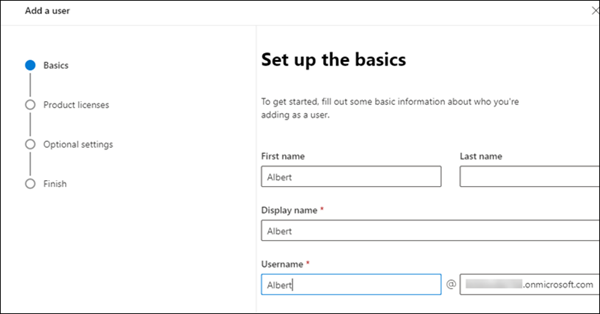 Add a user
Basics
Product licenses
Optional settings
Finish
Set up the basics
To get started, fill out some basic information about who you're
adding as a user.
First name
Last name
Albert
Display name *
Albert
Username *
Albert
@
.onmicrosoft.com